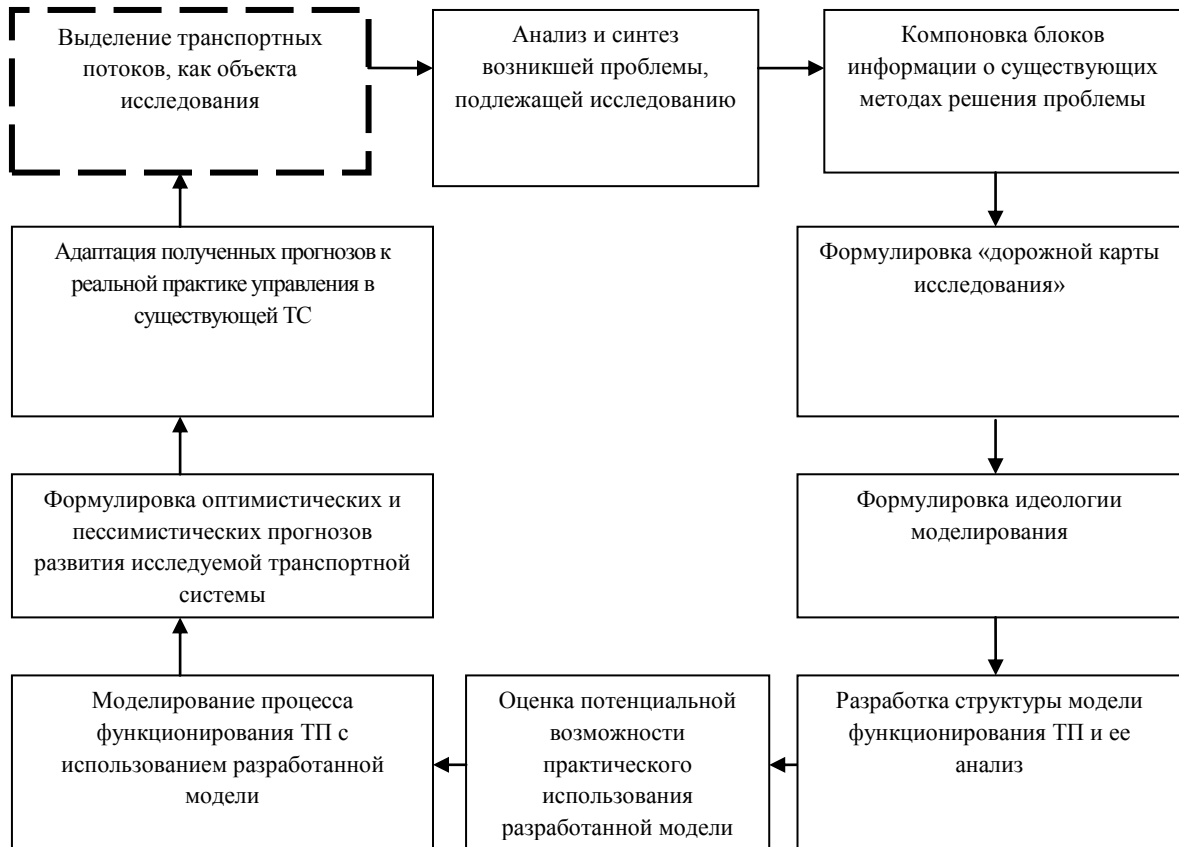 Выделение транспортных
потоков, как объекта
исследования
Анализ и синтез
возникшей проблемы,
подлежащей исследованию
Компоновка блоков
информации о существующих
методах решения проблемы
Адаптация полученных прогнозов к
реальной практике управления в
существующей ТС
Формулировка «дорожной карты
исследования»
Формулировка оптимистических и
пессимистических прогнозов
развития исследуемой транспортной
системы
Формулировка идеологии
моделирования
Моделирование процесса
функционирования ТП с
использованием разработанной
модели
Оценка потенциальной
возможности
практического
использования
разработанной модели
Разработка структуры модели
функционирования ТП и ее
анализ